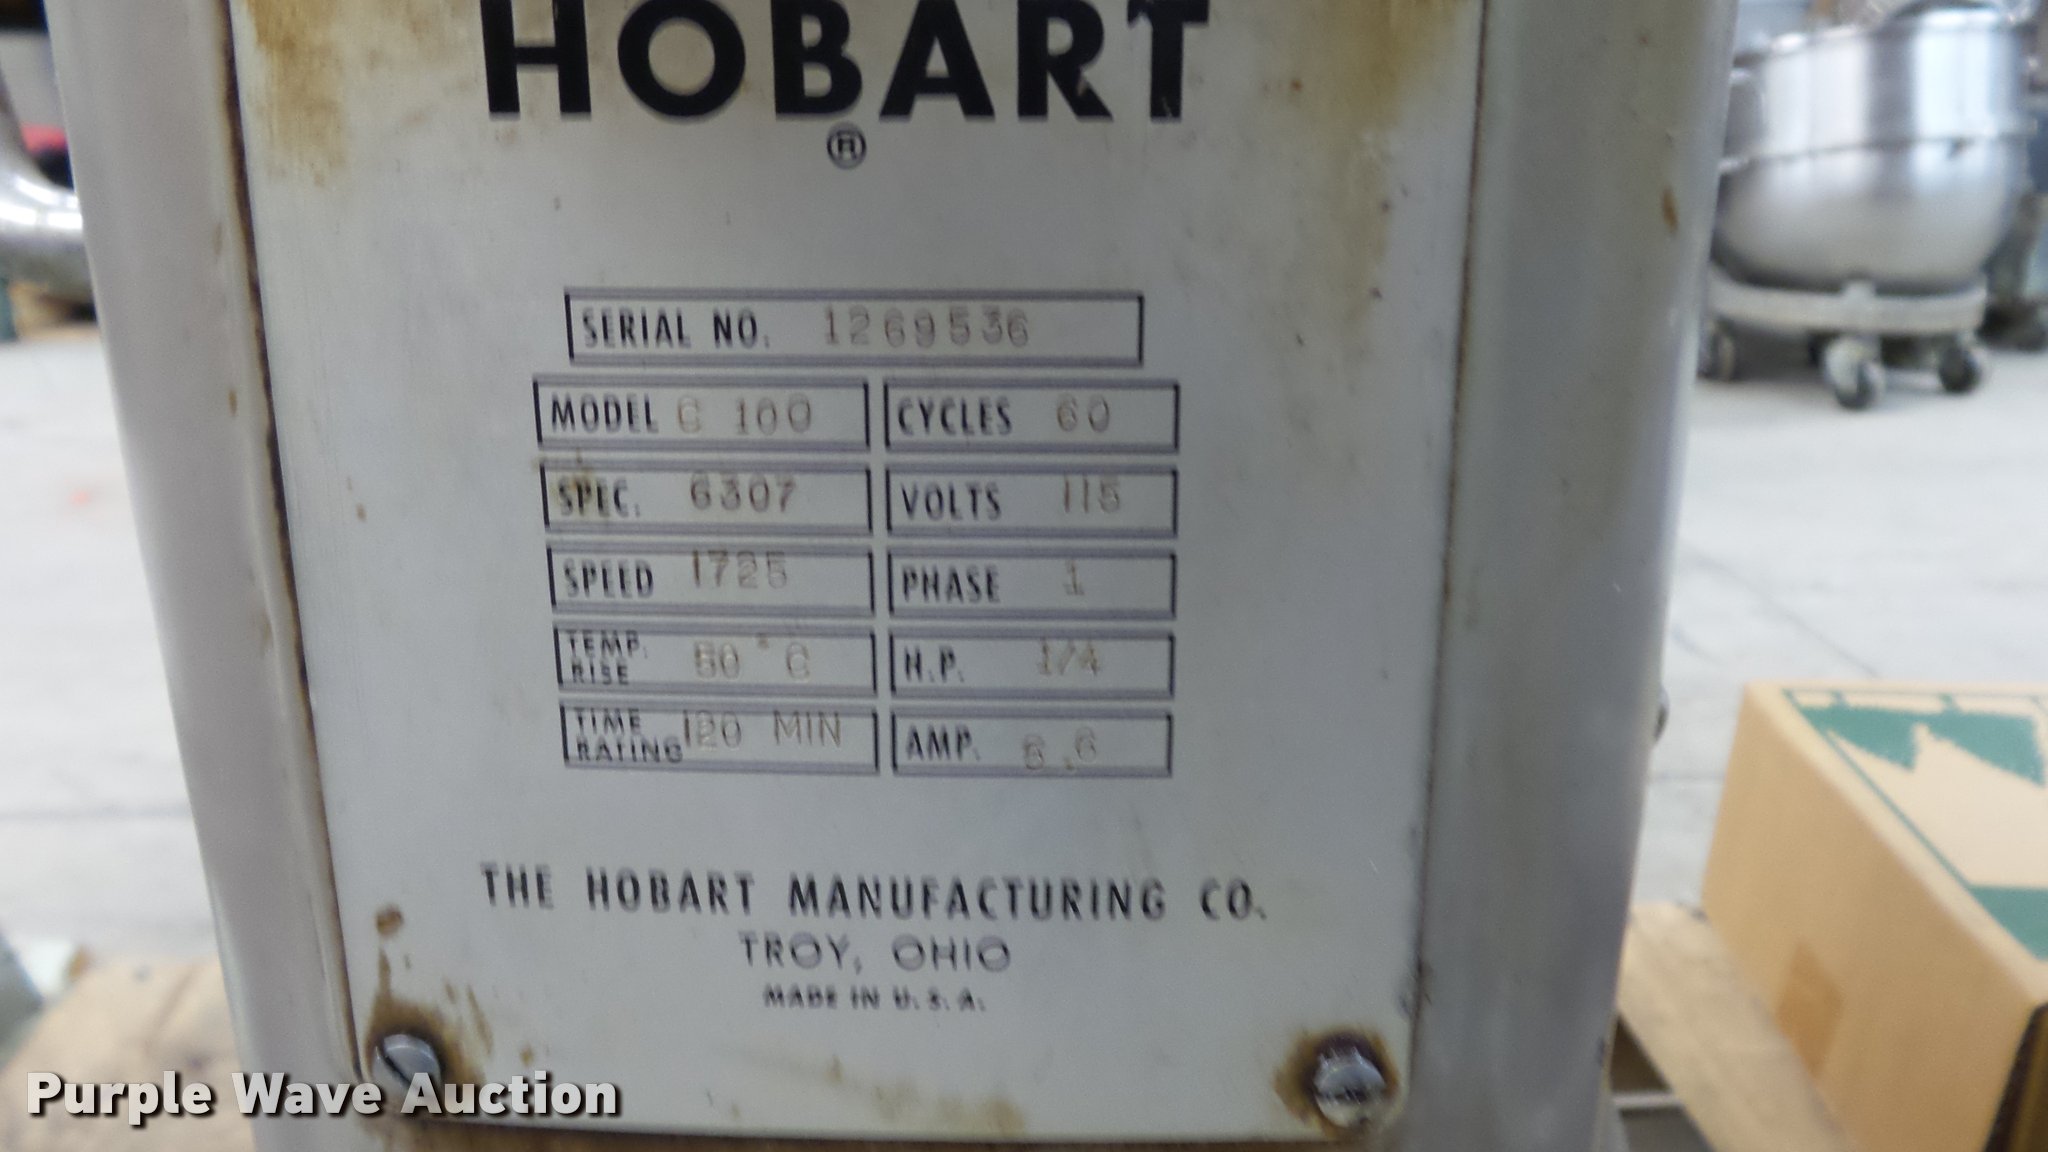 HOBART
®
SERIAL NO. 1269536
MODEL C 100
CYCLES 60
SPEC. 6307
VOLTS 115
SPEED 1725
PHASE 1
TEMP. RISE 50°C
H.P. 1/4
TIME RATING 120 MIN
AMP. 6.6
THE HOBART MANUFACTURING CO.
TROY, OHIO
MADE IN U.S.A.
Purple Wave Auction